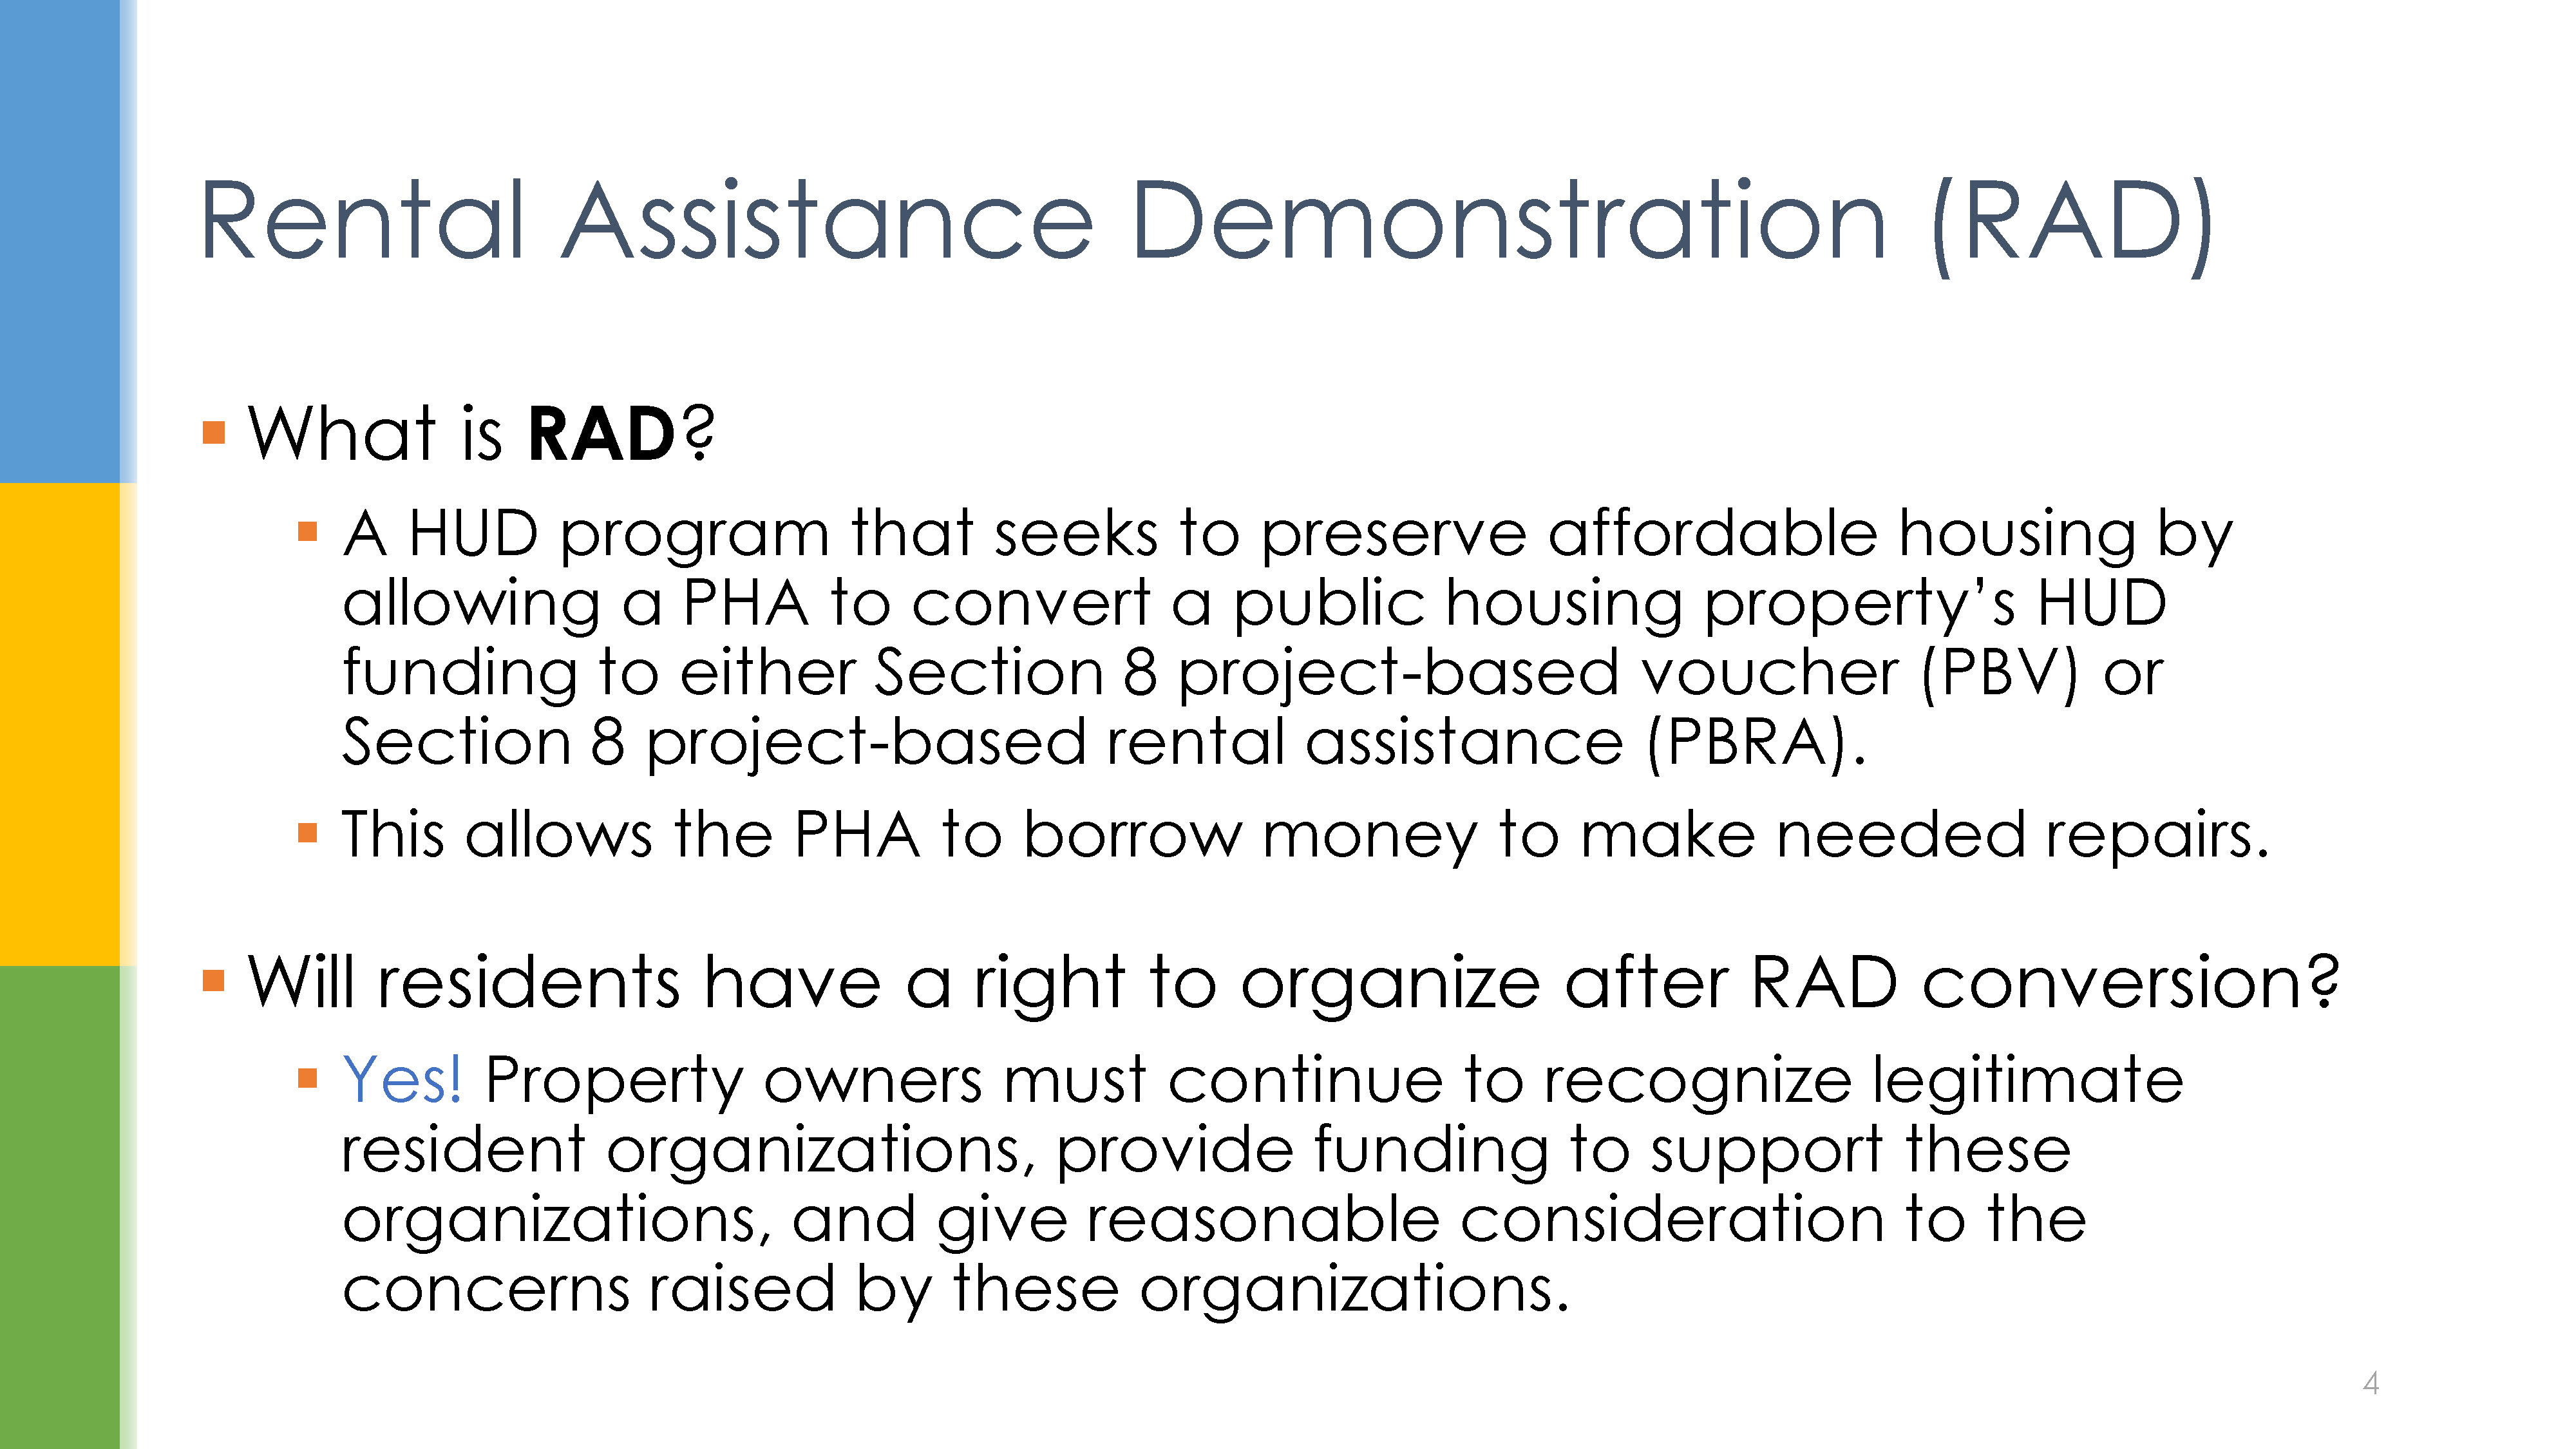 Rental Assistance Demonstration (RAD)
What is RAD?
A HUD program that seeks to preserve affordable housing by
allowing a PHA to convert a public housing property’s HUD
funding to either Section 8 project-based voucher (PBV) or
Section 8 project-based rental assistance (PBRA).
This allows the PHA to borrow money to make needed repairs.
Will residents have a right to organize after RAD conversion?
Yes! Property owners must continue to recognize legitimate
resident organizations, provide funding to support these
organizations, and give reasonable consideration to the
concerns raised by these organizations.
4